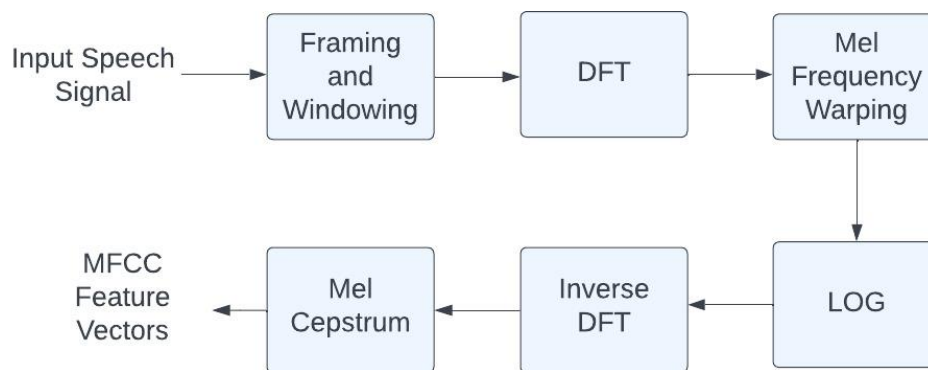 Input Speech
Signal
Framing
and
Windowing
DFT
Mel
Frequency
Warping
MFCC
Feature
Vectors
Mel
Cepstrum
Inverse
DFT
LOG